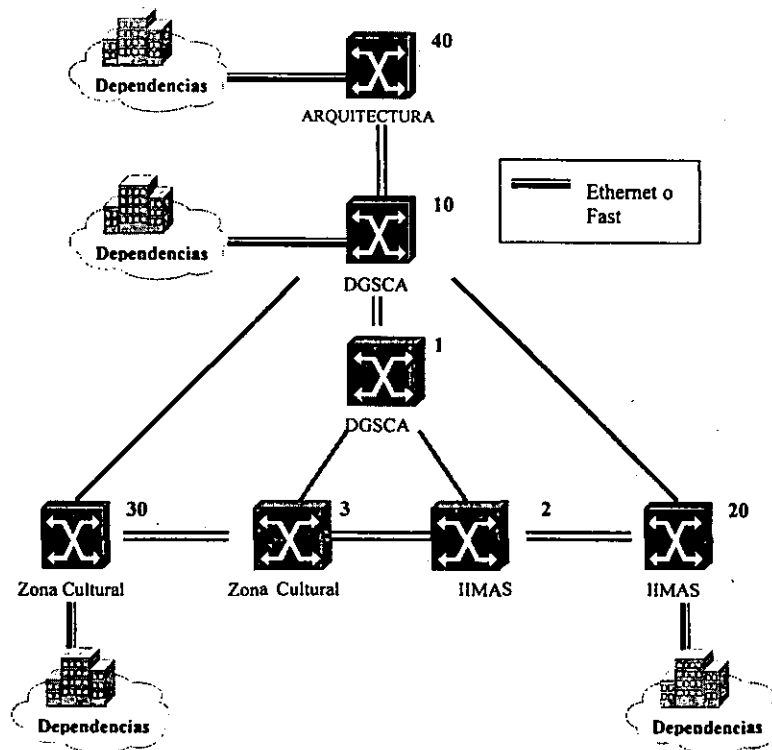 40
Dependencias
ARQUITECTURA
10
Ethernet o
Fast
Dependencias
DGSCA
1
DGSCA
30
3
2
20
Zona Cultural
Zona Cultural
IIMAS
IIMAS
Dependencias
Dependencias